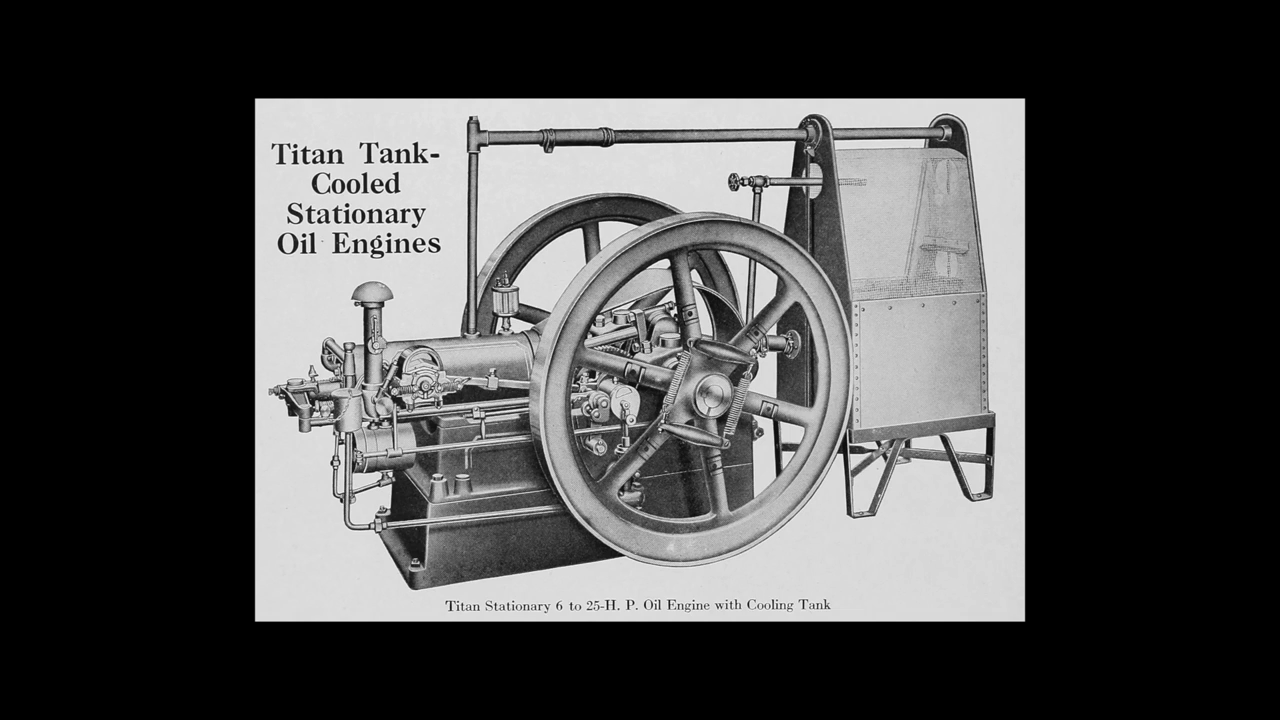 Titan Tank-
Cooled
Stationary
Oil Engines
Titan Stationary 6 to 25-H. P. Oil Engine with Cooling Tank